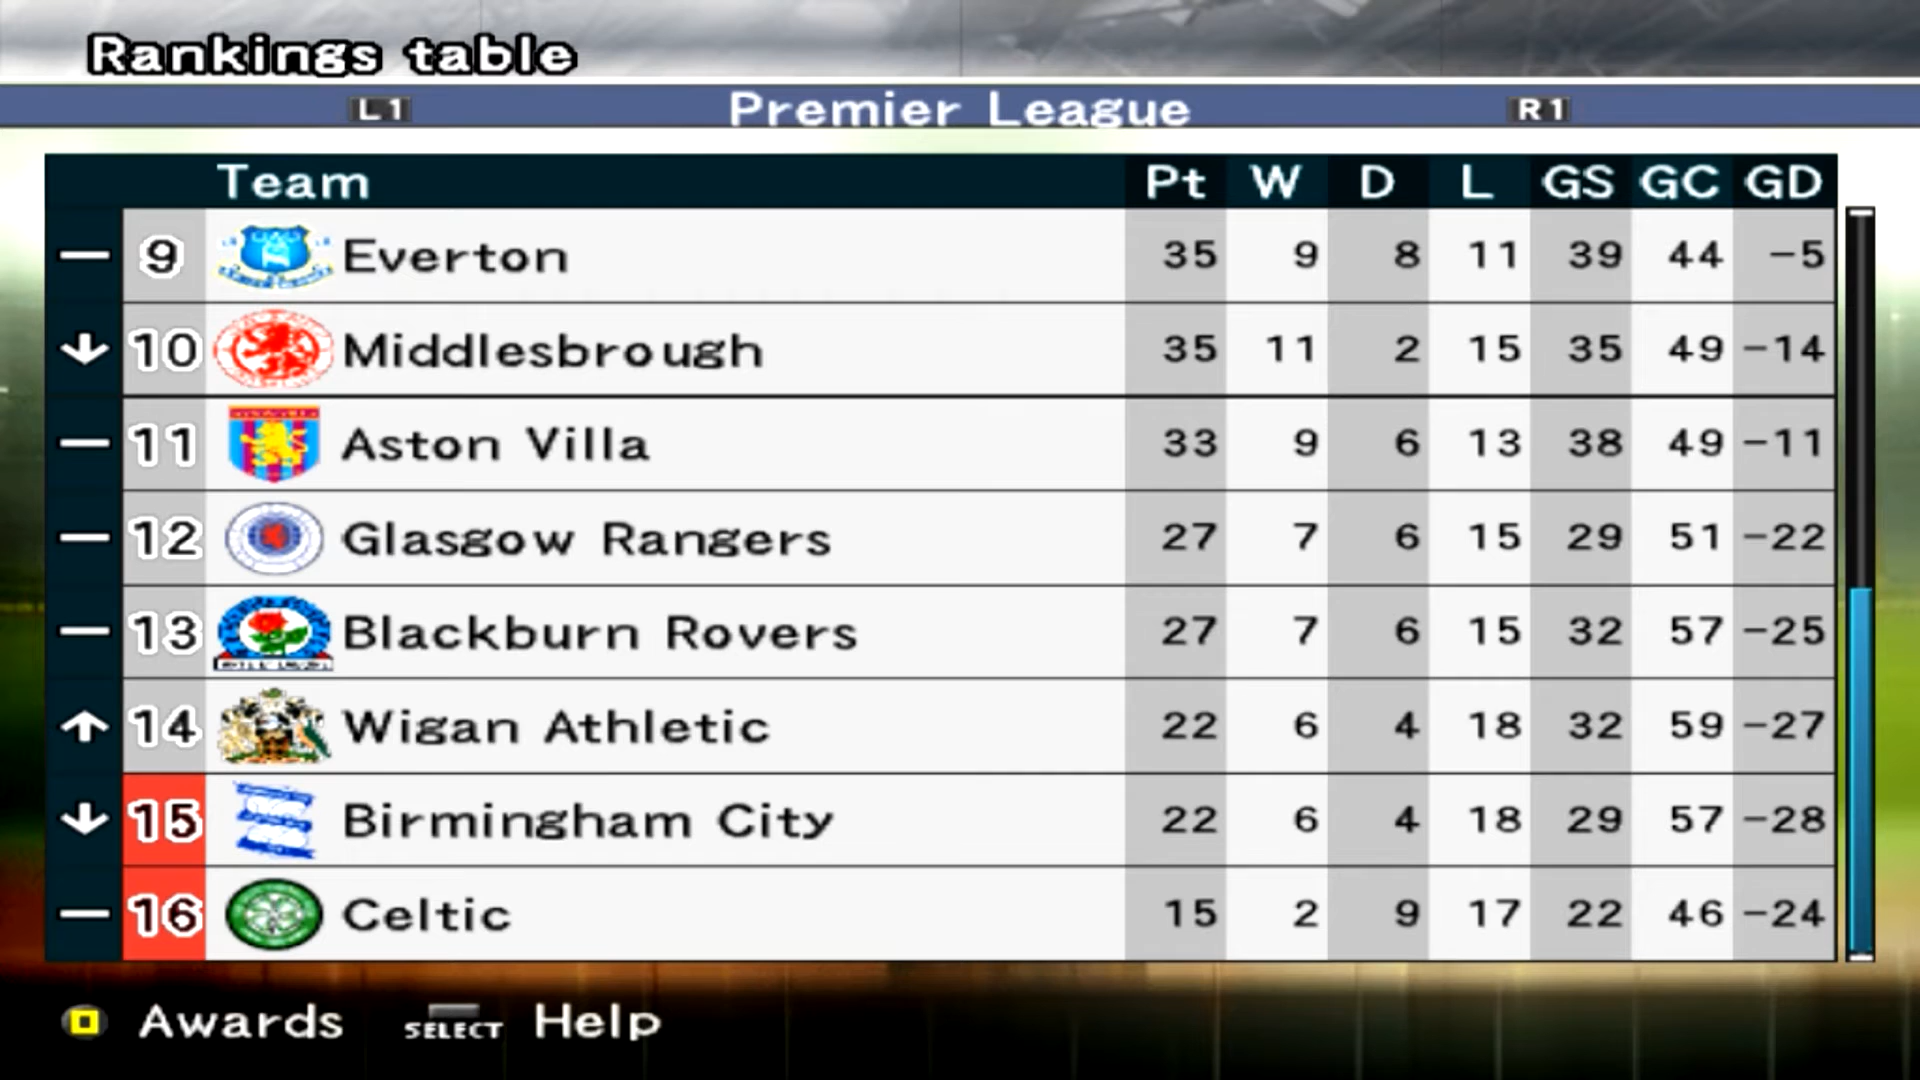 Rankings table
L1 Premier League R1
Team Pt W D L GS GC GD
9 Everton 35 9 8 11 39 44 -5
10 Middlesbrough 35 11 2 15 35 49 -14
11 Aston Villa 33 9 6 13 38 49 -11
12 Glasgow Rangers 27 7 6 15 29 51 -22
13 Blackburn Rovers 27 7 6 15 32 57 -25
14 Wigan Athletic 22 6 4 18 32 59 -27
15 Birmingham City 22 6 4 18 29 57 -28
16 Celtic 15 2 9 17 22 46 -24
Awards SELECT Help